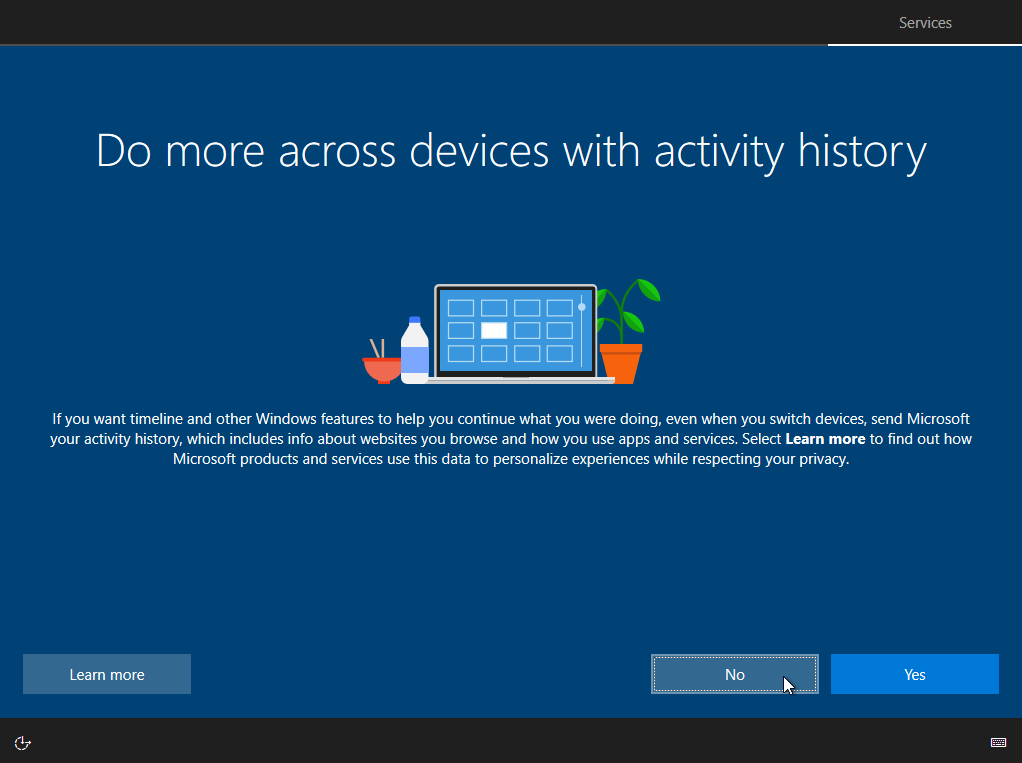 Services
Do more across devices with activity history
If you want timeline and other Windows features to help you continue what you were doing, even when you switch devices, send Microsoft
your activity history, which includes info about websites you browse and how you use apps and services. Select Learn more to find out how
Microsoft products and services use this data to personalize experiences while respecting your privacy.
Learn more
No
Yes